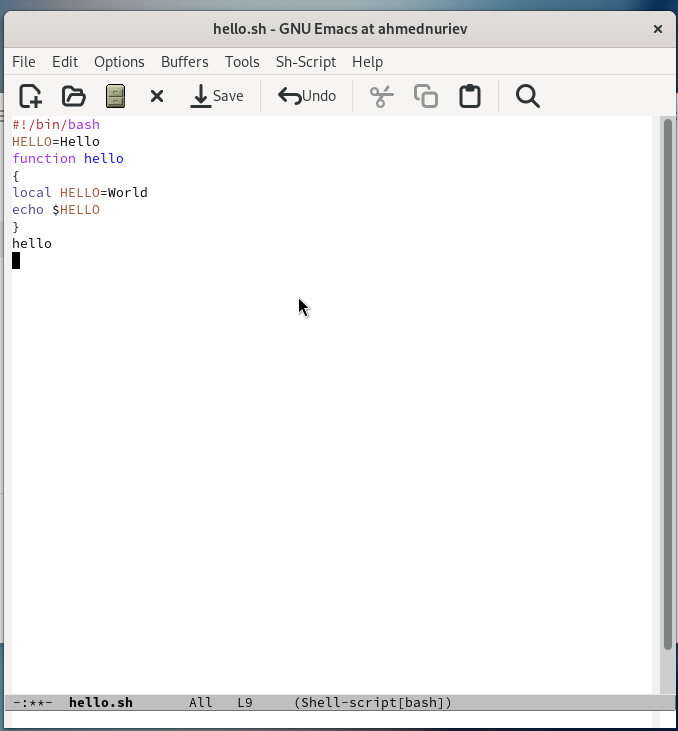 hello.sh - GNU Emacs at ahmednuriev
File Edit Options Buffers Tools Sh-Script Help
Save Undo
#!/bin/bash
HELLO=Hello
function hello
{
local HELLO=World
echo $HELLO
}
hello
-:**- hello.sh All L9 (Shell-script[bash])